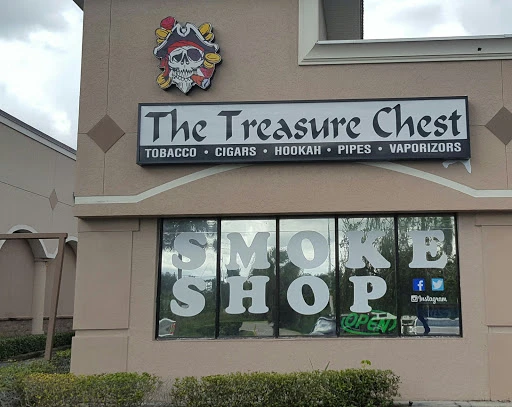 The Treasure Chest
TOBACCO • CIGARS • HOOKAH • PIPES • VAPORIZORS
SMOKE
SHOP
OPEN
Instagram